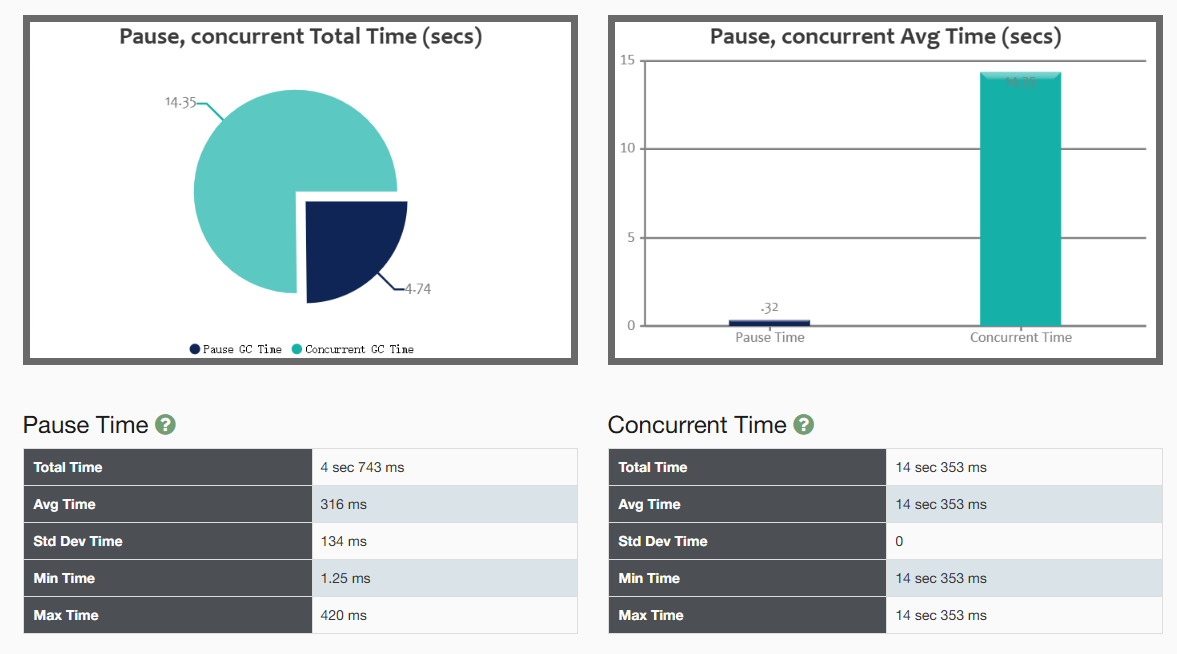 Pause, concurrent Total Time (secs)
14.35
4.74
Pause GC Time
Concurrent GC Time
Pause, concurrent Avg Time (secs)
15
14.35
10
5
.32
0
Pause Time
Concurrent Time
Pause Time ?
Total Time 4 sec 743 ms
Avg Time 316 ms
Std Dev Time 134 ms
Min Time 1.25 ms
Max Time 420 ms
Concurrent Time ?
Total Time 14 sec 353 ms
Avg Time 14 sec 353 ms
Std Dev Time 0
Min Time 14 sec 353 ms
Max Time 14 sec 353 ms